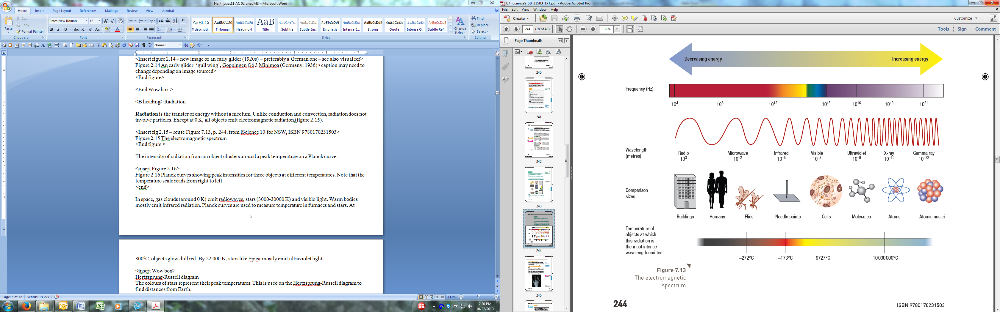 NelPhysics11 AC 02 unedMS - Microsoft Word
Home Insert Page Layout References Mailings Review View Acrobat
Paste
Cut
Copy
Format Painter
Clipboard
Times New Roman 12
Font
Paragraph
AaBbCc AaBbCcDc AaBbCcDd AaB AaBbCc. AaBbCcDd AaBbCcDdI AaBbCcDdI AaBbCcDdE AaBbCcDc AaBbCcDd AABBCCDDE
¶ descripti... ¶ Normal Heading 4 Title Subtitle Subtle Em... Emphasis Intense E... Strong Quote Intense Q... Subtle Ref...
Change
Styles
Styles
Find
Replace
Select
Editing
Normal
<Insert figure 2.14 – new image of an early glider (1920s) – preferably a German one – see also visual ref>
Figure 2.14 An early glider: ‘gull wing’, Göppingen Gö 3 Minimoa (Germany, 1936) <caption may need to
change depending on image sourced>
<End figure>
<End Wow box >
<B heading> Radiation
Radiation is the transfer of energy without a medium. Unlike conduction and convection, radiation does not
involve particles. Except at 0 K, all objects emit electromagnetic radiation.(figure 2.15).
<Insert fig 2.15 – reuse Figure 7.13, p. 244, from iScience 10 for NSW, ISBN 9780170231503>
Figure 2.15 The electromagnetic spectrum
<End figure >
The intensity of radiation from an object clusters around a peak temperature on a Planck curve.
<insert Figure 2.16>
Figure 2.16 Planck curves showing peak intensities for three objects at different temperatures. Note that the
temperature scale reads from right to left.
<end>
In space, gas clouds (around 0 K) emit radiowaves, stars (3000-30000 K) and visible light. Warm bodies
mostly emit infrared radiation. Planck curves are used to measure temperature in furnaces and stars. At
5
800⁰C, objects glow dull red. By 22 000 K, stars like Spica mostly emit ultraviolet light
<insert Wow box>
Hertzsprung-Russell diagram
The colours of stars represent their peak temperatures. This is used on the Hertzsprung-Russell diagram to
find distances from Earth.
Page: 5 of 32 Words: 13,295
111%
2:20 PM
10/22/2013
07_iScience9_SB_31503_TXT.pdf - Adobe Acrobat Pro
File Edit View Window Help
Create
Customize
244 (18 of 40) 139%
Tools Sign Comment
Page Thumbnails
240
241
242
243
244
245
Decreasing energy Increasing energy
Frequency (Hz)
10⁴ 10⁶ 10¹² 10¹⁵ 10¹⁶ 10¹⁸ 10²¹
Wavelength
(metres)
Radio Microwave Infrared Visible Ultraviolet X-ray Gamma ray
10³ 10⁻² 10⁻⁵ 10⁻⁸ 10⁻⁹ 10⁻¹⁰ 10⁻²²
Comparison
sizes
Buildings Humans Flies Needle points Cells Molecules Atoms Atomic nuclei
Temperature of
objects at which
this radiation is
the most intense
wavelength emitted
–272°C –173°C 9727°C 10 000 000°C
Figure 7.13
The electromagnetic
spectrum
244
ISBN 9780170231503